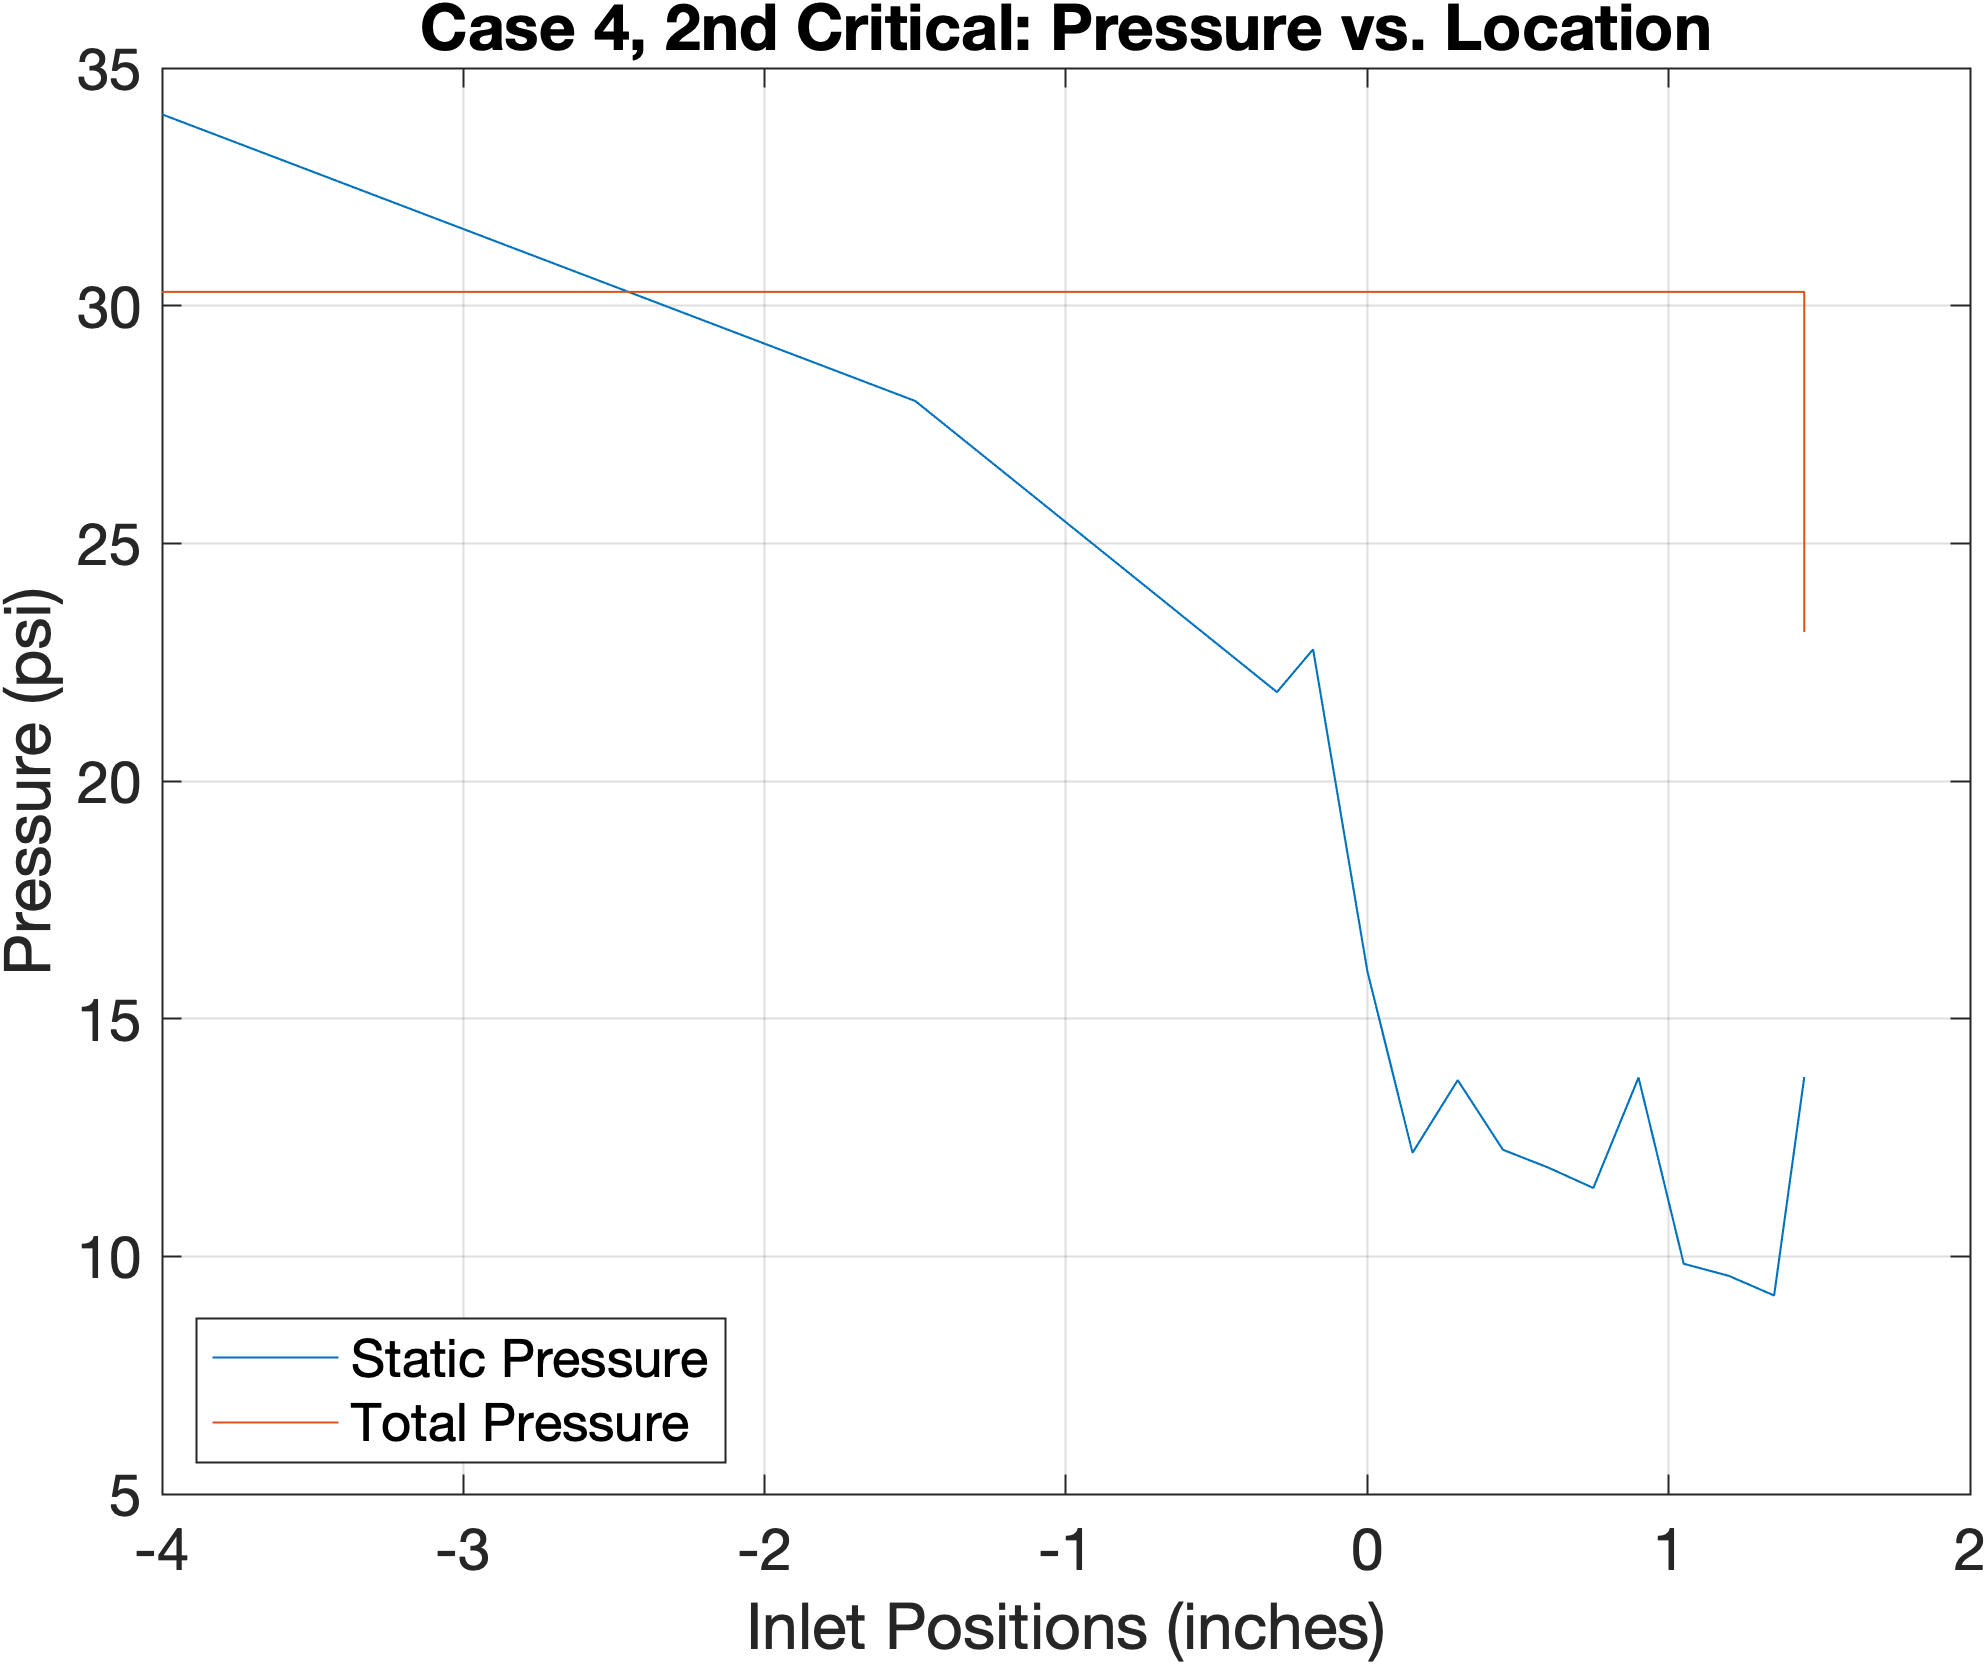 Case 4, 2nd Critical: Pressure vs. Location
35
30
25
20
15
10
5
Pressure (psi)
Static Pressure
Total Pressure
-4 -3 -2 -1 0 1 2
Inlet Positions (inches)